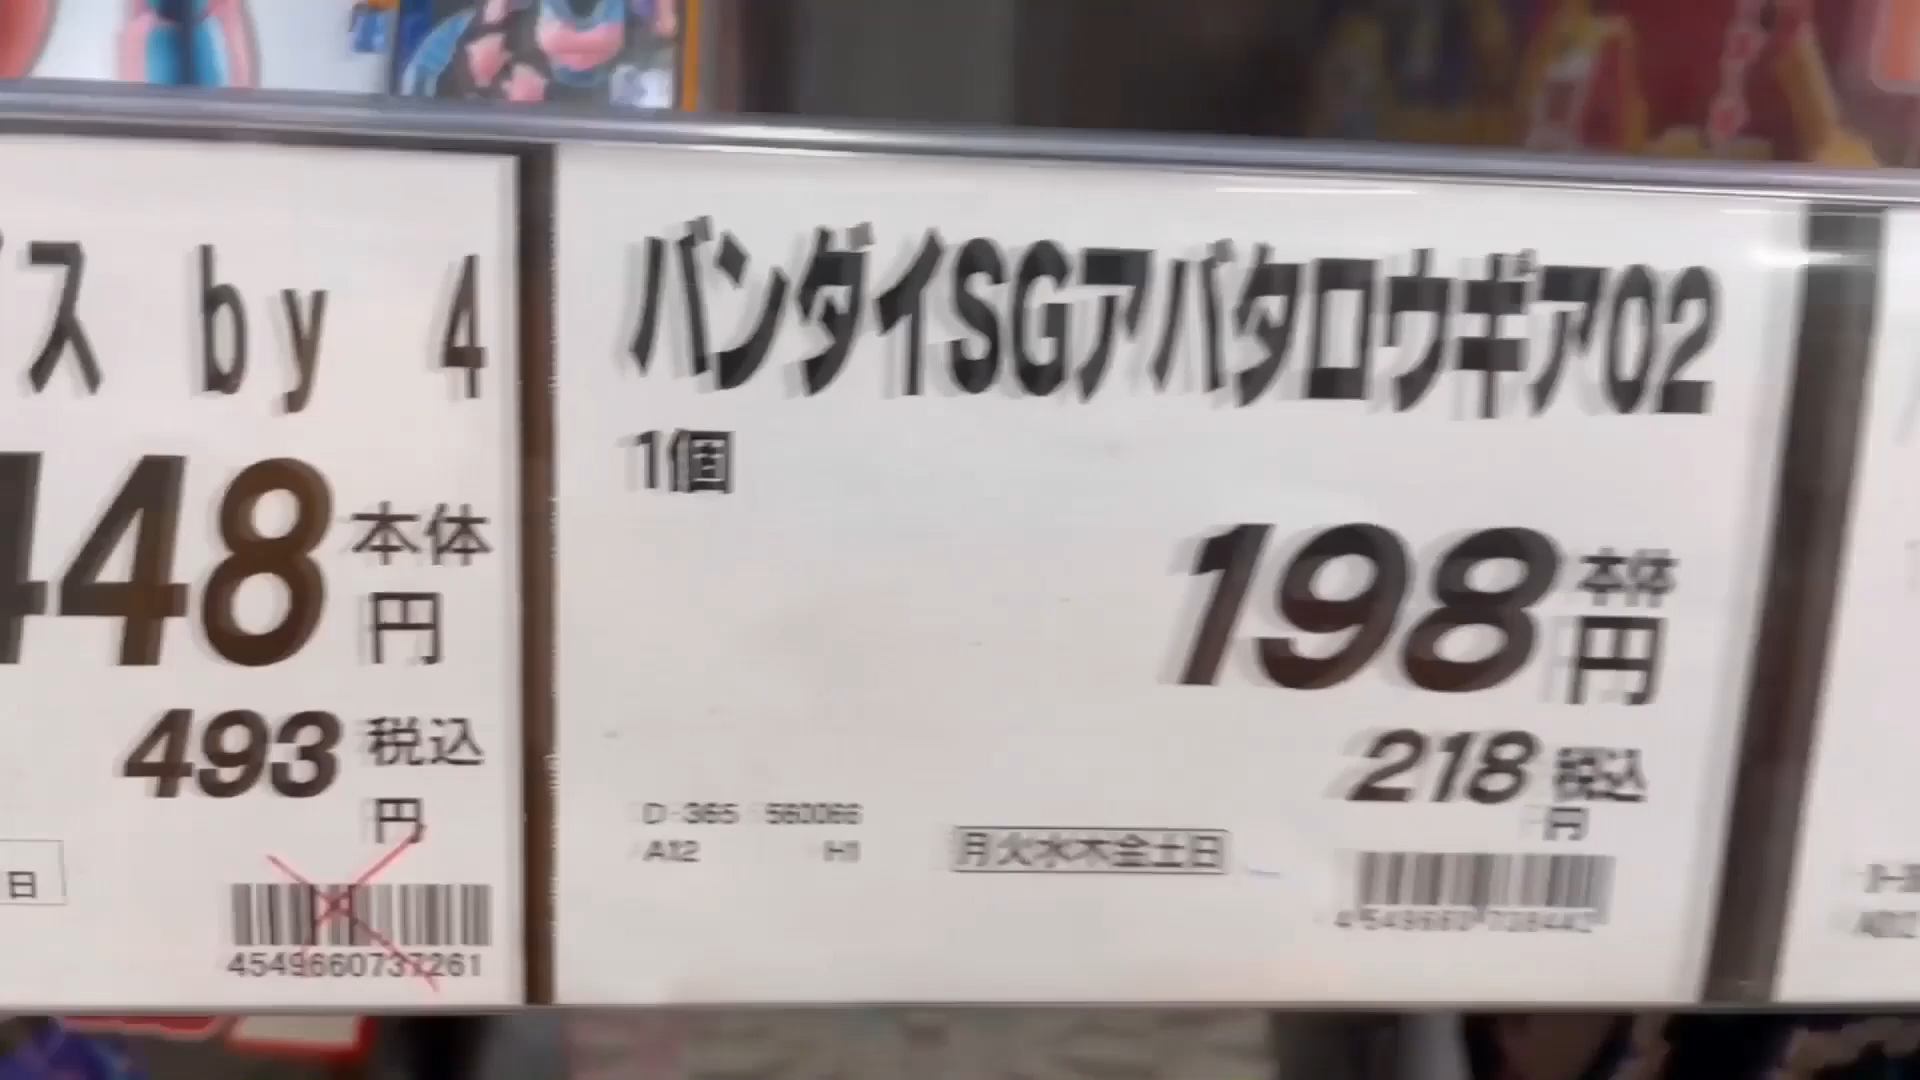 ス by 4
48 本体
円
493 税込
円
日
4549660737261
バンダイSGアバタロウギア02
1個
198 本体
円
218 税込
円
D-365 560066
A12 H1
月火水木金土日